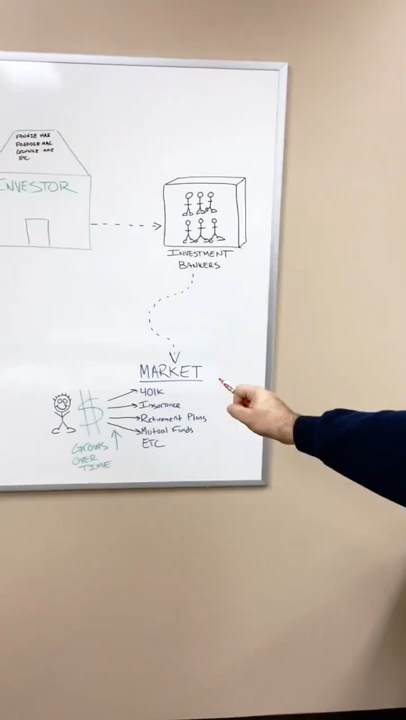 FANNIE MAE
FREDDIE MAC
GINNIE MAE
ETC
INVESTOR
INVESTMENT
BANKERS
MARKET
401K
Insurance
Retirement Plans
Mutual Funds
ETC
$
GROWS
OVER
TIME